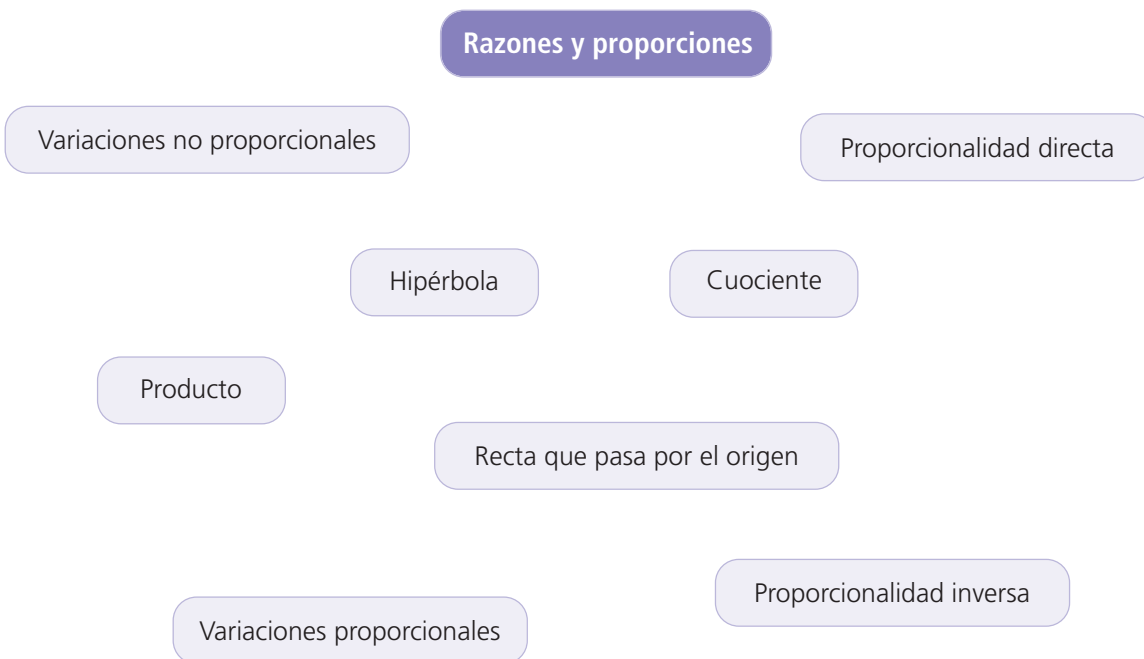 Razones y proporciones
Variaciones no proporcionales
Proporcionalidad directa
Hipérbola
Cuociente
Producto
Recta que pasa por el origen
Proporcionalidad inversa
Variaciones proporcionales